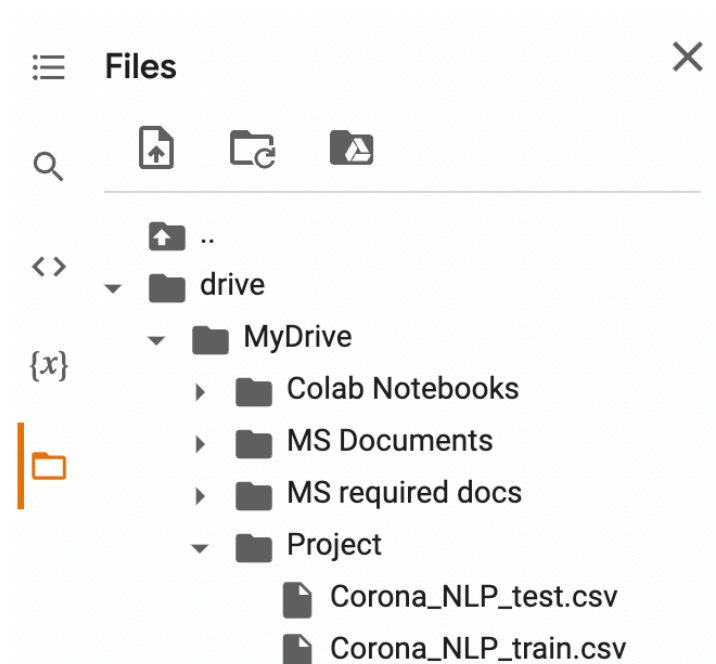 Files
..
drive
MyDrive
{x}
Colab Notebooks
MS Documents
MS required docs
Project
Corona_NLP_test.csv
Corona_NLP_train.csv